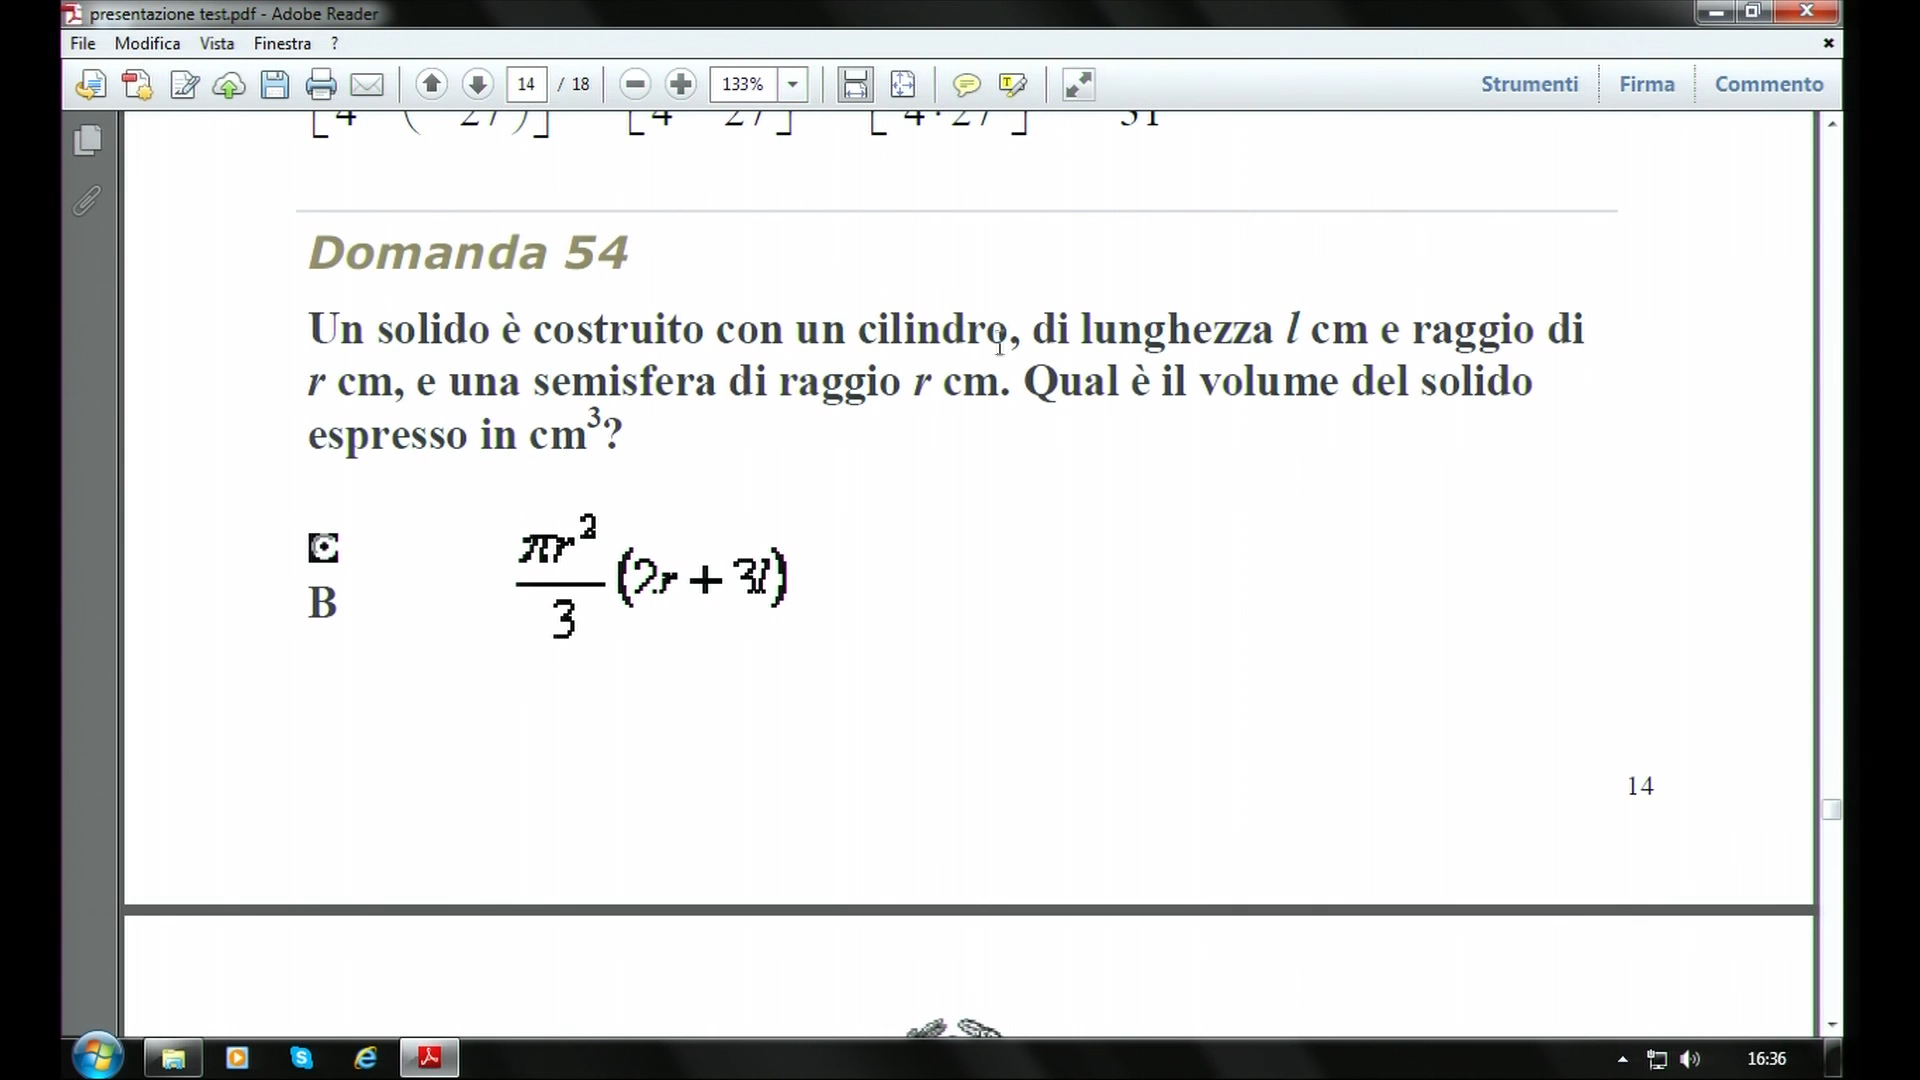 presentazione test.pdf - Adobe Reader
File Modifica Vista Finestra ?
14 / 18 133% Strumenti Firma Commento
Domanda 54
Un solido è costruito con un cilindro, di lunghezza l cm e raggio di
r cm, e una semisfera di raggio r cm. Qual è il volume del solido
espresso in cm³?
B
πr²/3 (2r + 3l)
14
16:36